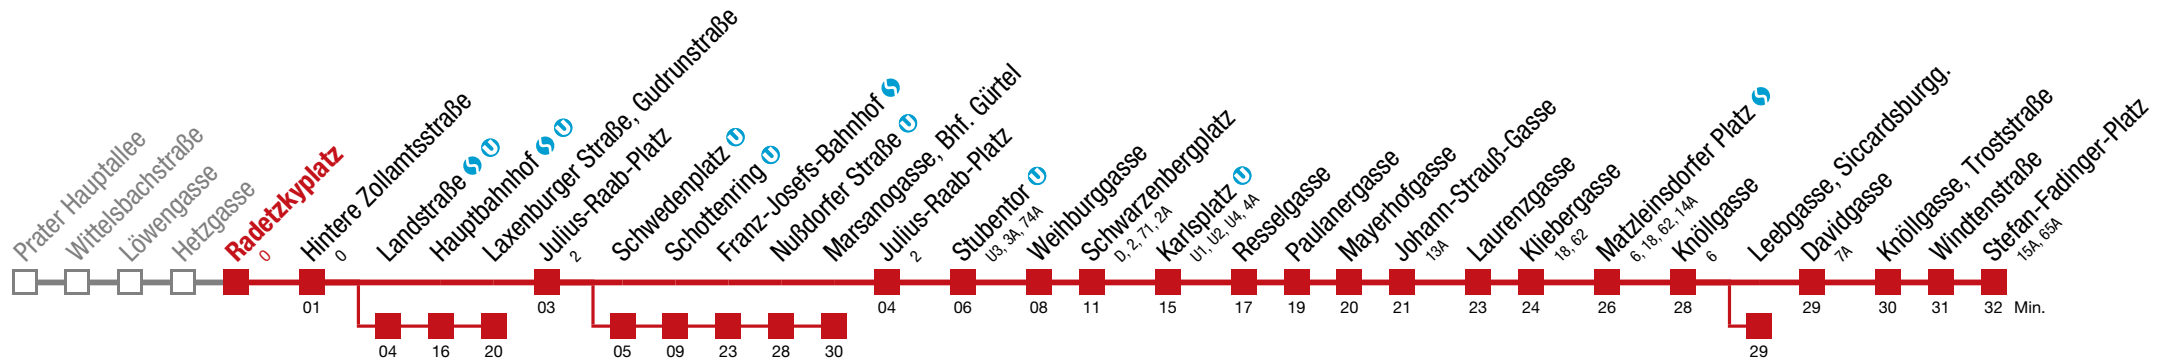 Prater Hauptallee
Wittelsbachstraße
Löwengasse
Hetzgasse
Radetzkyplatz
0
Hintere Zollamtsstraße
0
Landstraße S U
Hauptbahnhof S U
Laxenburger Straße, Gudrunstraße
Julius-Raab-Platz
2
Schwedenplatz U
Schottenring U
Franz-Josefs-Bahnhof S
Nußdorfer Straße U
Marsanogasse, Bhf. Gürtel
Julius-Raab-Platz
2
Stubentor U
U3, 3A, 74A
Weihburggasse
Schwarzenbergplatz
D, 2, 71, 2A
Karlsplatz U
U1, U2, U4, 4A
Resselgasse
Paulanergasse
Mayerhofgasse
Johann-Strauß-Gasse
13A
Laurenzgasse
Kliebergasse
18, 62
Matzleinsdorfer Platz S
6, 18, 62, 14A
Knöllgasse
6
Leebgasse, Siccardsburgg.
Davidgasse
7A
Knöllgasse, Troststraße
Windtenstraße
Stefan-Fadinger-Platz
15A, 65A
01 03 04 06 08 11 15 17 19 20 21 23 24 26 28 29 30 31 32 Min.
04 16 20 05 09 23 28 30 29